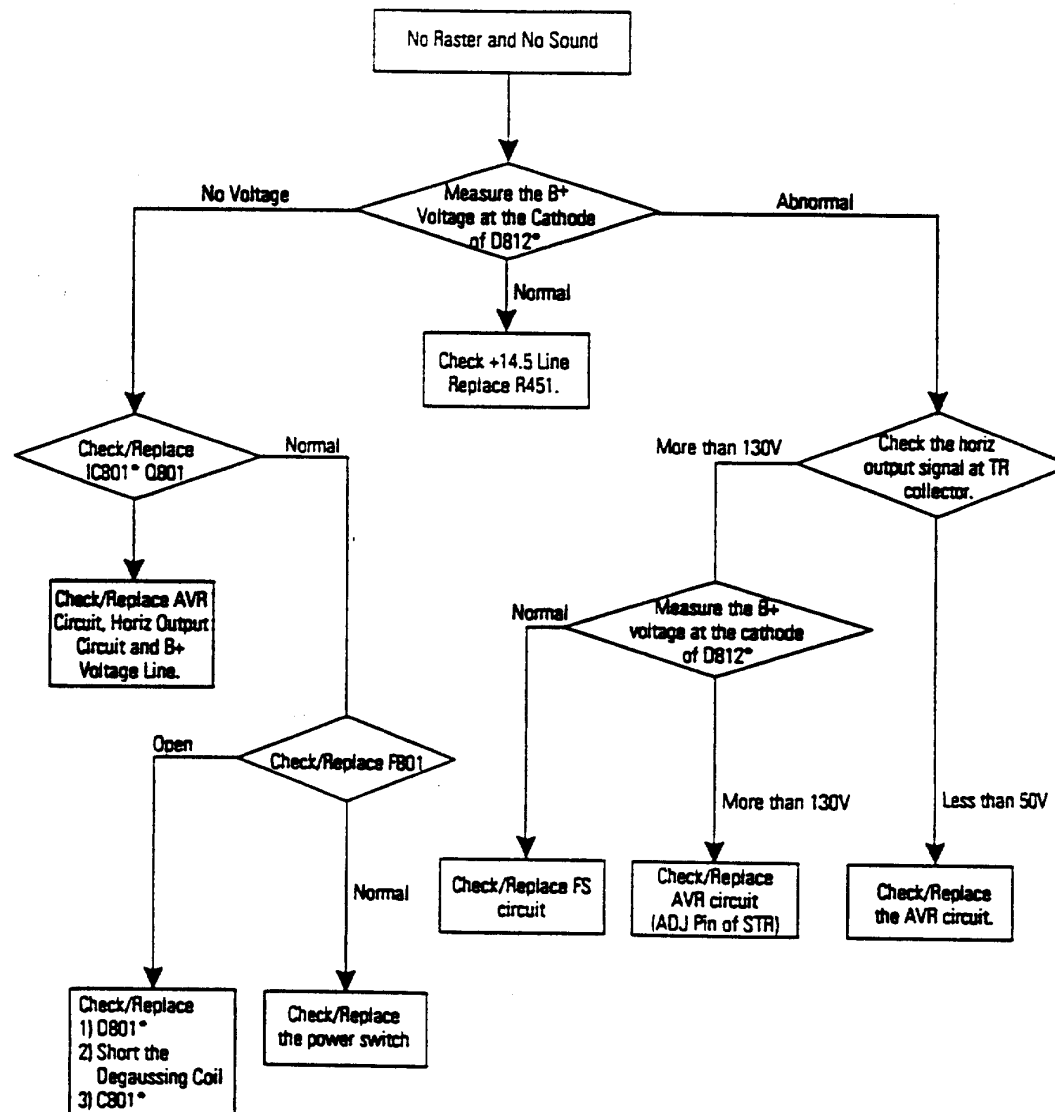 No Raster and No Sound
No Voltage
Measure the B+
Voltage at the Cathode
of D812*
Abnormal
Normal
Check +14.5 Line
Replace R451.
Check/Replace
IC801* Q801
Normal
More than 130V
Check the horiz
output signal at TR
collector.
Check/Replace AVR
Circuit, Horiz Output
Circuit and B+
Voltage Line.
Normal
Measure the B+
voltage at the cathode
of D812*
Open
Check/Replace F801
More than 130V
Less than 50V
Normal
Check/Replace FS
circuit
Check/Replace
AVR circuit
(ADJ Pin of STR)
Check/Replace
the AVR circuit.
Check/Replace
1) D801*
2) Short the
Degaussing Coil
3) C801*
Check/Replace
the power switch